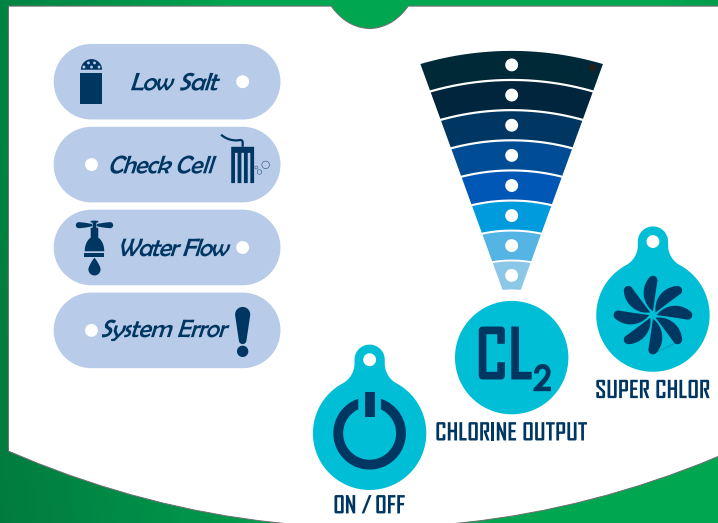 Low Salt
Check Cell
Water Flow
System Error
CL2
CHLORINE OUTPUT
SUPER CHLOR
ON / OFF